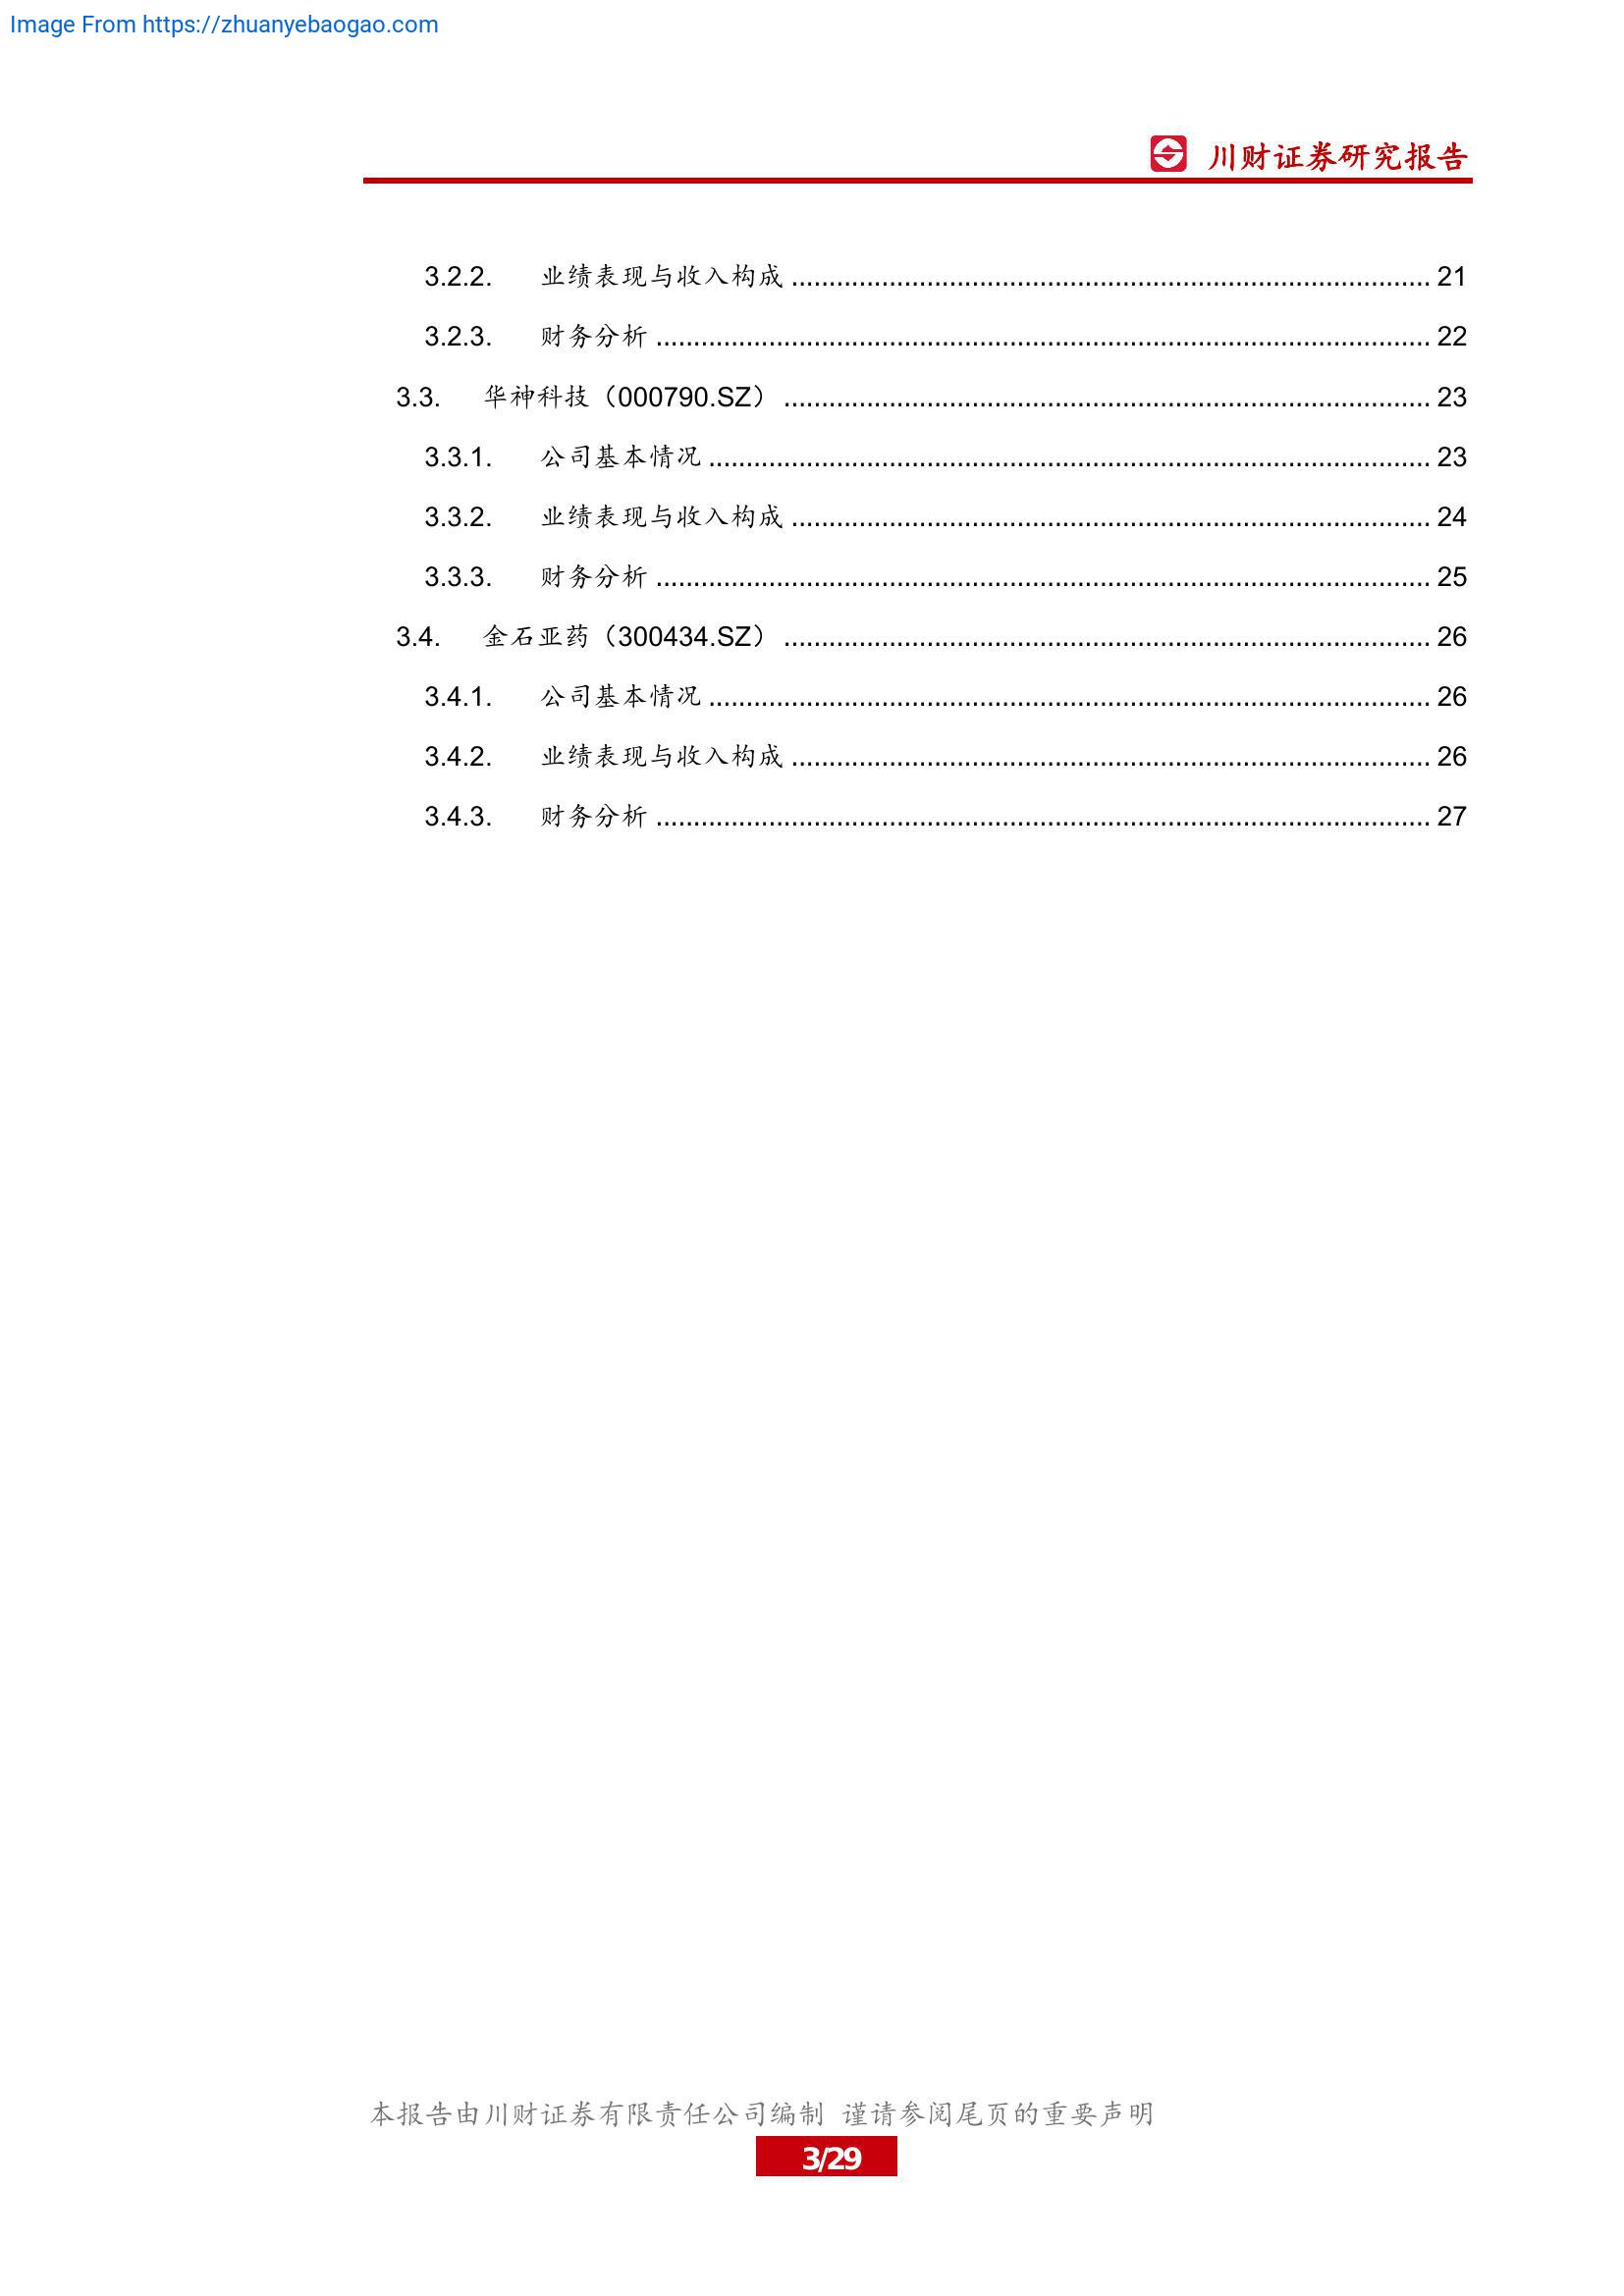 Image From https://zhuanyebaogao.com
川财证券研究报告
3.2.2. 业绩表现与收入构成 ..................................................................................... 21
3.2.3. 财务分析 ....................................................................................................... 22
3.3. 华神科技（000790.SZ） ...................................................................................... 23
3.3.1. 公司基本情况 ................................................................................................ 23
3.3.2. 业绩表现与收入构成 ..................................................................................... 24
3.3.3. 财务分析 ....................................................................................................... 25
3.4. 金石亚药（300434.SZ） ...................................................................................... 26
3.4.1. 公司基本情况 ................................................................................................ 26
3.4.2. 业绩表现与收入构成 ..................................................................................... 26
3.4.3. 财务分析 ....................................................................................................... 27
本报告由川财证券有限责任公司编制 谨请参阅尾页的重要声明
3/29